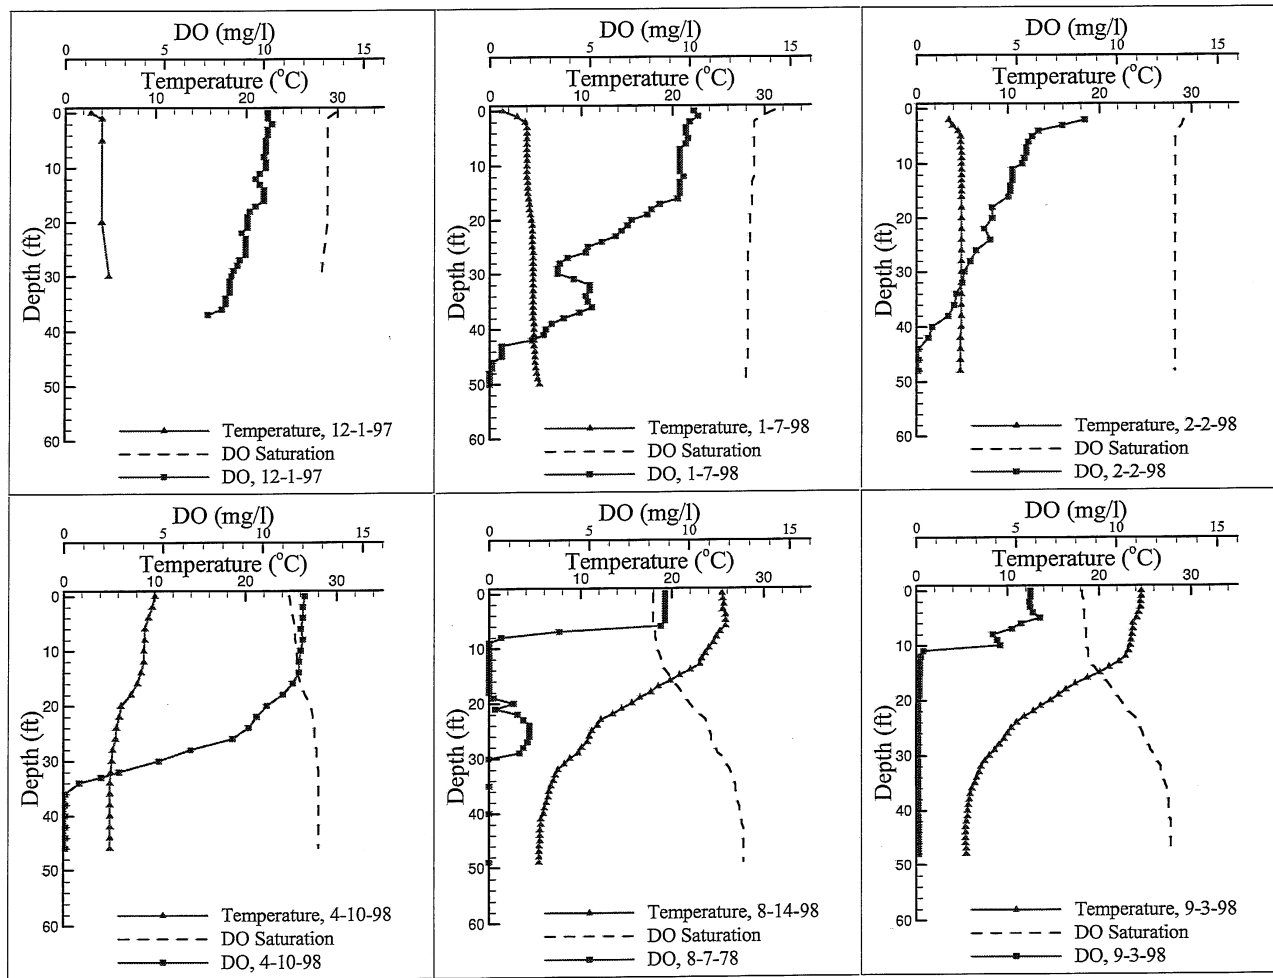 DO (mg/l)
0 5 10 15
Temperature (°C)
0 10 20 30
0
10
20
30
40
50
60
Depth (ft)
Temperature, 12-1-97
DO Saturation
DO, 12-1-97
DO (mg/l)
0 5 10 15
Temperature (°C)
0 10 20 30
0
10
20
30
40
50
60
Depth (ft)
Temperature, 1-7-98
DO Saturation
DO, 1-7-98
DO (mg/l)
0 5 10 15
Temperature (°C)
0 10 20 30
0
10
20
30
40
50
60
Depth (ft)
Temperature, 2-2-98
DO Saturation
DO, 2-2-98
DO (mg/l)
0 5 10 15
Temperature (°C)
0 10 20 30
0
10
20
30
40
50
60
Depth (ft)
Temperature, 4-10-98
DO Saturation
DO, 4-10-98
DO (mg/l)
0 5 10 15
Temperature (°C)
0 10 20 30
0
10
20
30
40
50
60
Depth (ft)
Temperature, 8-14-98
DO Saturation
DO, 8-7-78
DO (mg/l)
0 5 10 15
Temperature (°C)
0 10 20 30
0
10
20
30
40
50
60
Depth (ft)
Temperature, 9-3-98
DO Saturation
DO, 9-3-98